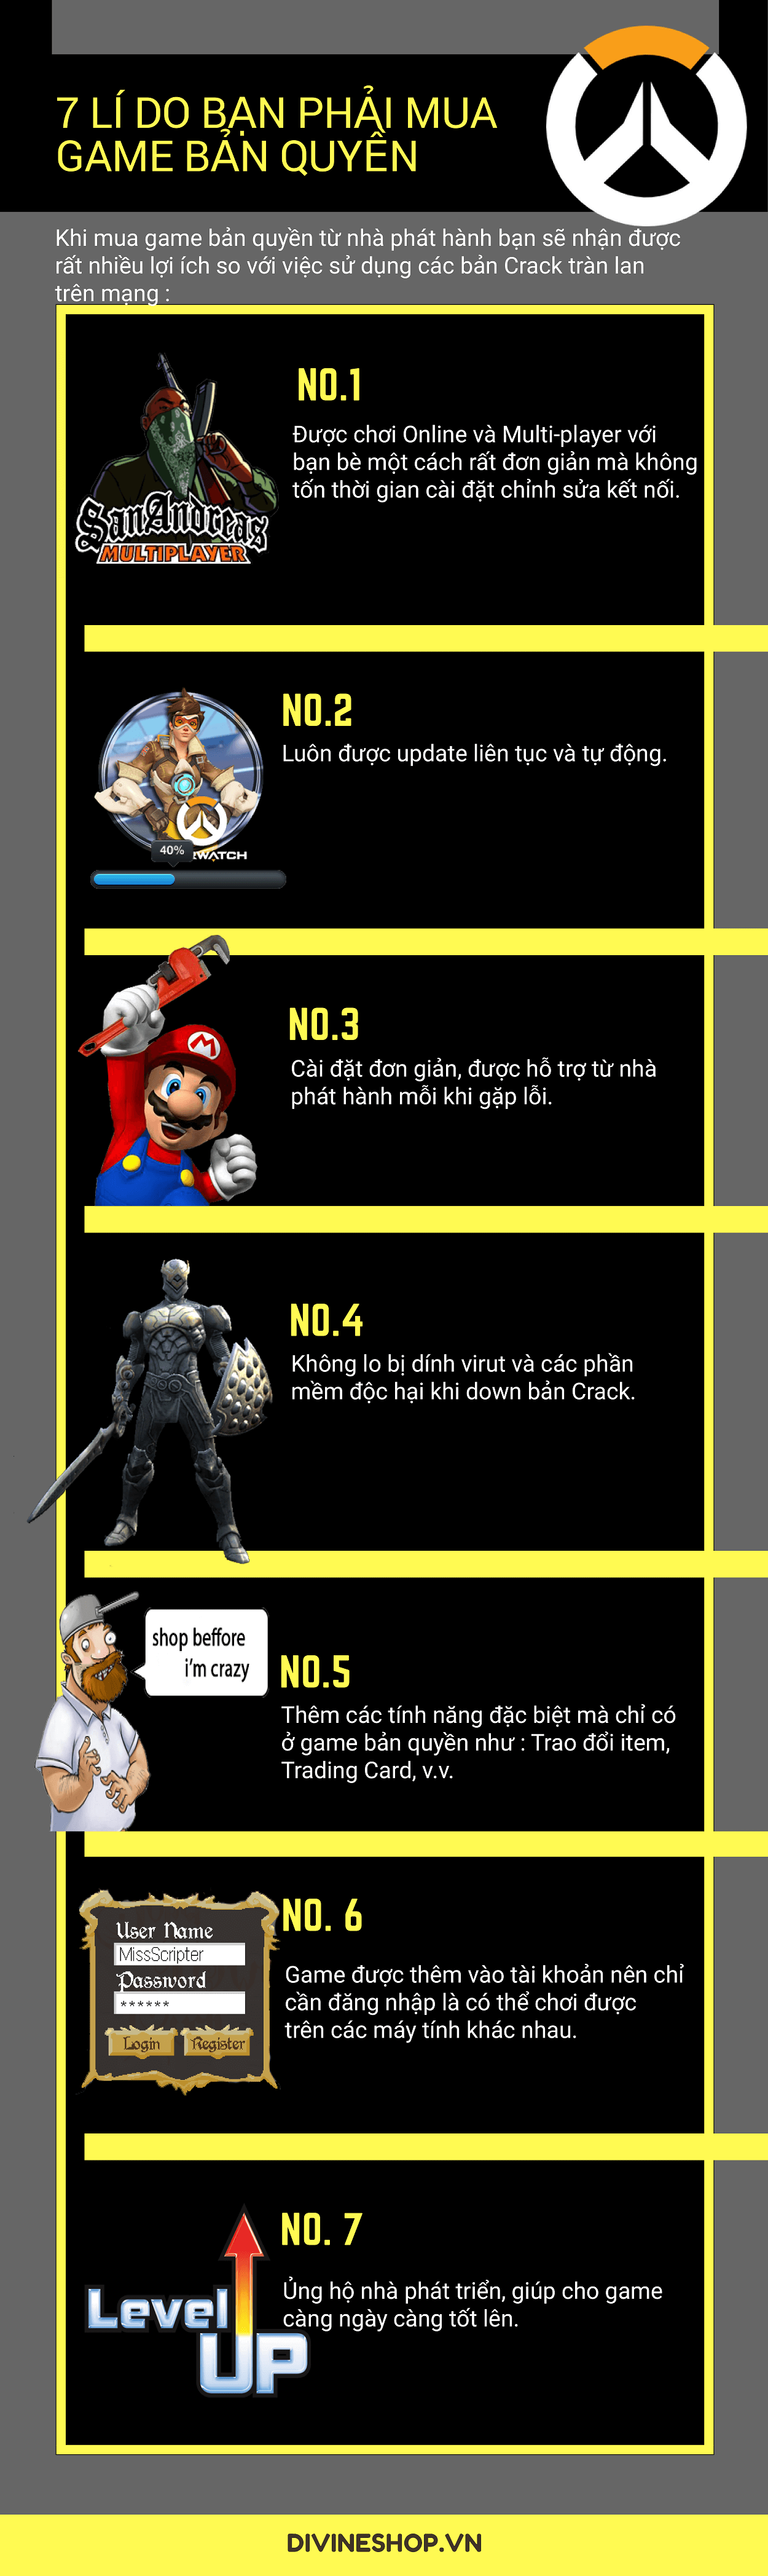 7 LÍ DO BẠN PHẢI MUA
GAME BẢN QUYỀN
Khi mua game bản quyền từ nhà phát hành bạn sẽ nhận được
rất nhiều lợi ích so với việc sử dụng các bản Crack tràn lan
trên mạng :
NO.1
Được chơi Online và Multi-player với
bạn bè một cách rất đơn giản mà không
tốn thời gian cài đặt chỉnh sửa kết nối.
San Andreas
MULTIPLAYER
NO.2
Luôn được update liên tục và tự động.
40%
RWATCH
NO.3
Cài đặt đơn giản, được hỗ trợ từ nhà
phát hành mỗi khi gặp lỗi.
NO.4
Không lo bị dính virut và các phần
mềm độc hại khi down bản Crack.
shop beffore
i'm crazy
NO.5
Thêm các tính năng đặc biệt mà chỉ có
ở game bản quyền như : Trao đổi item,
Trading Card, v.v.
User Name
MissScripter
Password
******
Login Register
NO. 6
Game được thêm vào tài khoản nên chỉ
cần đăng nhập là có thể chơi được
trên các máy tính khác nhau.
NO. 7
Ủng hộ nhà phát triển, giúp cho game
càng ngày càng tốt lên.
Level
UP
DIVINESHOP.VN